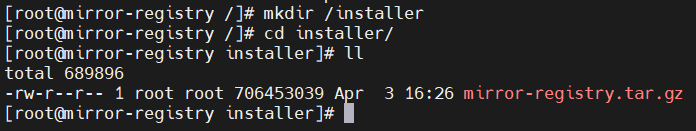 [root@mirror-registry /]# mkdir /installer
[root@mirror-registry /]# cd installer/
[root@mirror-registry installer]# ll
total 689896
-rw-r--r-- 1 root root 706453039 Apr  3 16:26 mirror-registry.tar.gz
[root@mirror-registry installer]#